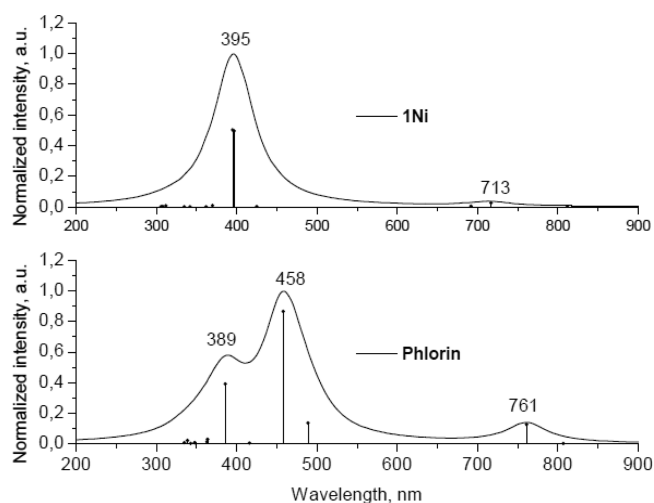 1,2
395
1,0
0,8
1Ni
0,6
0,4
0,2
713
0,0
200 300 400 500 600 700 800 900
Normalized intensity, a.u.
1,2
458
1,0
0,8
389
Phlorin
0,6
0,4
761
0,2
0,0
200 300 400 500 600 700 800 900
Normalized intensity, a.u.
Wavelength, nm